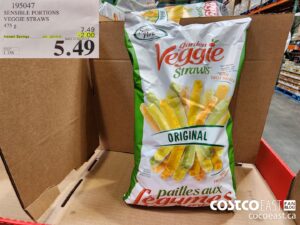 195047
SENSIBLE PORTIONS
VEGGIE STRAWS
475 g
7.49
-2.00
5.49
Garden
Veggie
Straws
ORIGINAL
pailles aux
Légumes
COSTCO EAST
cocoeast.ca